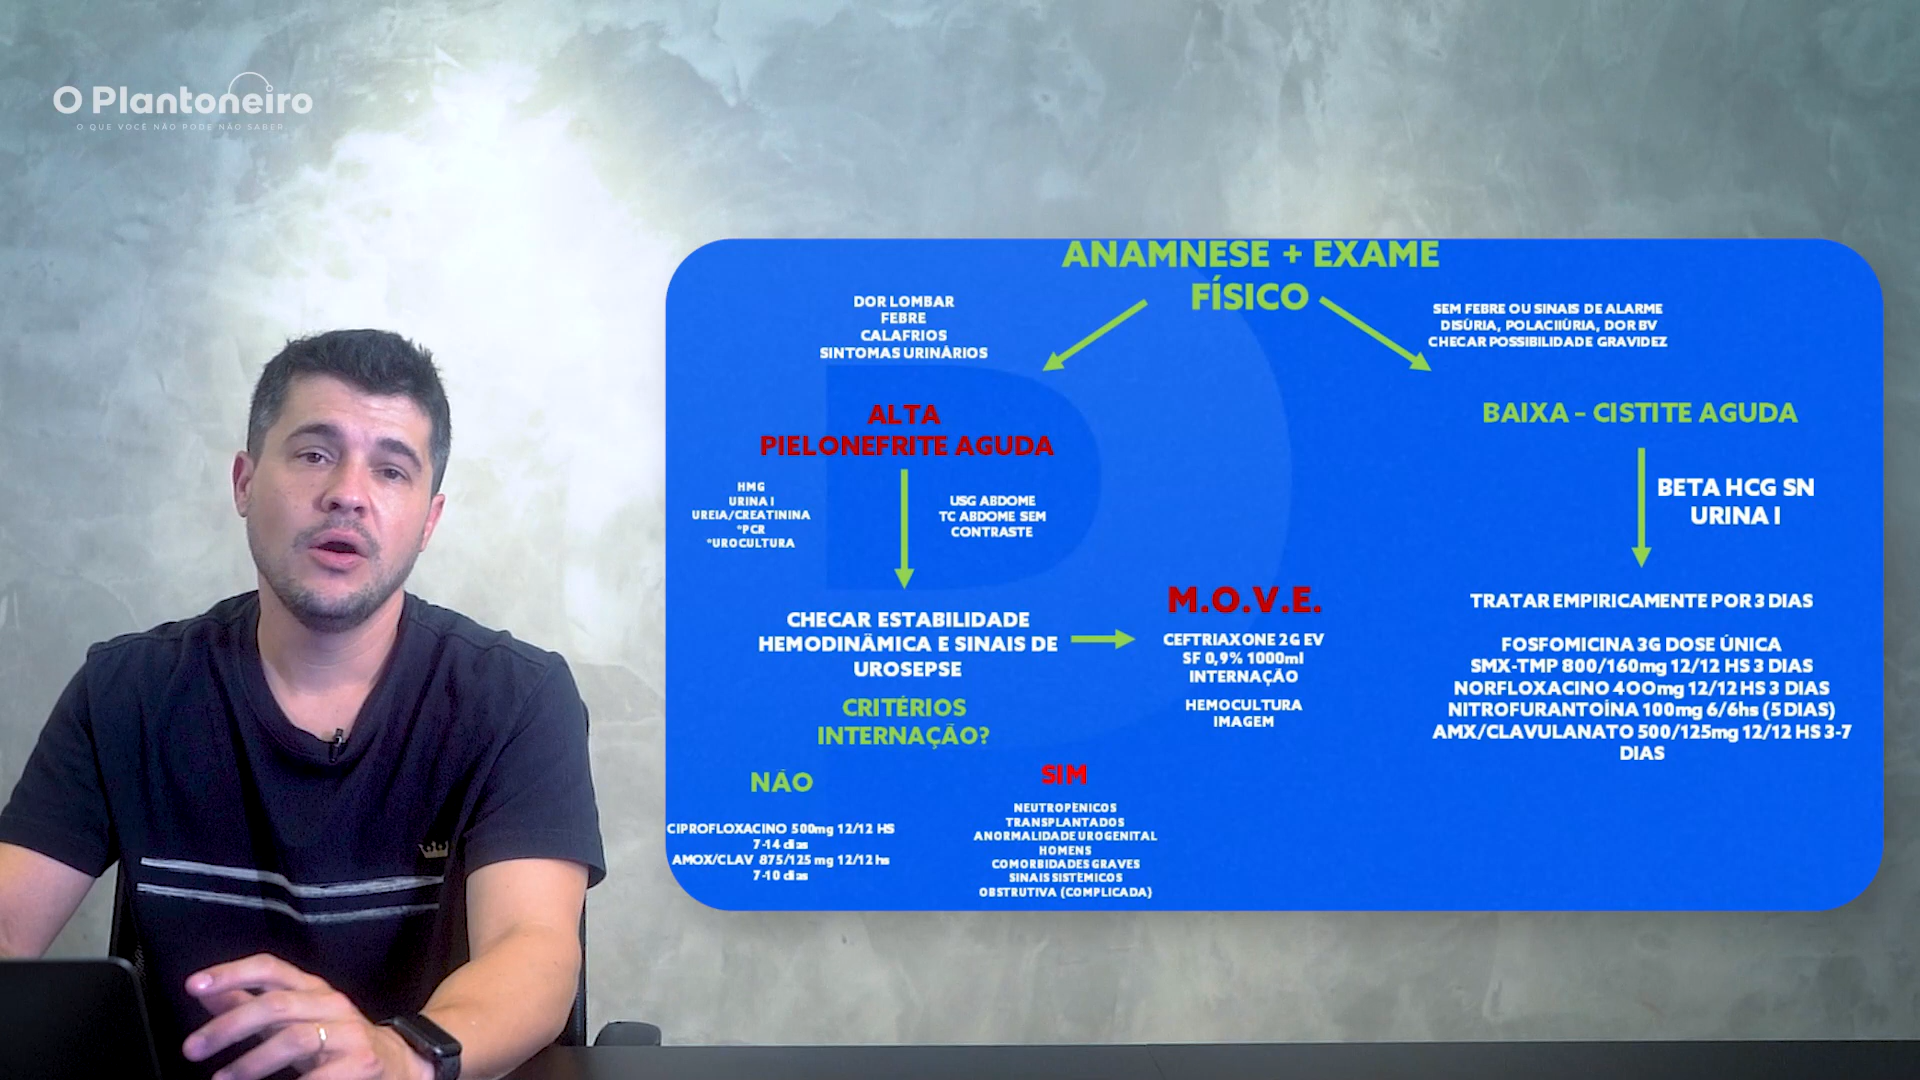 O Plantoneiro
O QUE VOCÊ NÃO PODE NÃO SABER
ANAMNESE + EXAME
FÍSICO
DOR LOMBAR
FEBRE
CALAFRIOS
SINTOMAS URINÁRIOS
SEM FEBRE OU SINAIS DE ALARME
DISÚRIA, POLACIIÚRIA, DOR BV
CHECAR POSSIBILIDADE GRAVIDEZ
ALTA
PIELONEFRITE AGUDA
BAIXA - CISTITE AGUDA
HMG
URINA I
UREIA/CREATININA
*PCR
*UROCULTURA
USG ABDOME
TC ABDOME SEM
CONTRASTE
BETA HCG SN
URINA I
CHECAR ESTABILIDADE
HEMODINÂMICA E SINAIS DE
UROSEPSE
M.O.V.E.
CEFTRIAXONE 2G EV
SF 0,9% 1000ml
INTERNAÇÃO
HEMOCULTURA
IMAGEM
TRATAR EMPIRICAMENTE POR 3 DIAS
FOSFOMICINA 3G DOSE ÚNICA
SMX-TMP 800/160mg 12/12 HS 3 DIAS
NORFLOXACINO 400mg 12/12 HS 3 DIAS
NITROFURANTOÍNA 100mg 6/6hs (5 DIAS)
AMX/CLAVULANATO 500/125mg 12/12 HS 3-7
DIAS
CRITÉRIOS
INTERNAÇÃO?
NÃO
CIPROFLOXACINO 500mg 12/12 HS
7-14 dias
AMOX/CLAV 875/125 mg 12/12 hs
7-10 dias
SIM
NEUTROPÊNICOS
TRANSPLANTADOS
ANORMALIDADE UROGENITAL
HOMENS
COMORBIDADES GRAVES
SINAIS SISTÊMICOS
OBSTRUTIVA (COMPLICADA)